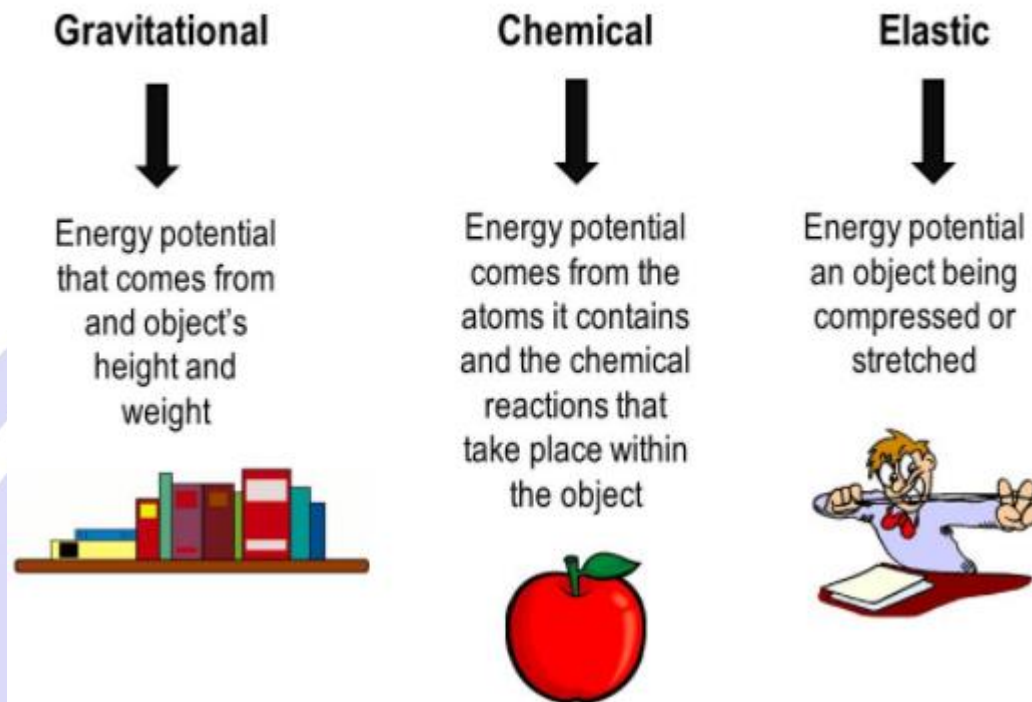 Gravitational
Energy potential
that comes from
and object's
height and
weight
Chemical
Energy potential
comes from the
atoms it contains
and the chemical
reactions that
take place within
the object
Elastic
Energy potential
an object being
compressed or
stretched